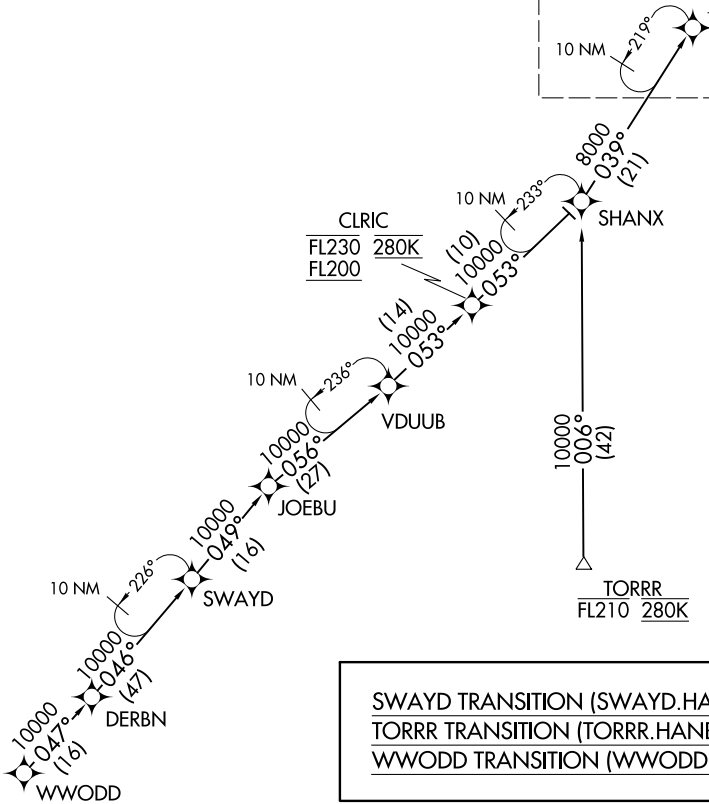 219°
10 NM
8000
039°
(21)
10 NM
233°
SHANX
CLRIC
FL230 280K
FL200
(10)
10000
053°
(14)
10000
053°
10 NM
236°
VDUUB
10000
056°
(27)
JOEBU
10000
006°
(42)
10000
049°
(16)
10 NM
226°
SWAYD
TORRR
FL210 280K
10000
046°
(47)
DERBN
10000
047°
(16)
WWODD
SWAYD TRANSITION (SWAYD.HA
TORRR TRANSITION (TORRR.HAN
WWODD TRANSITION (WWODD